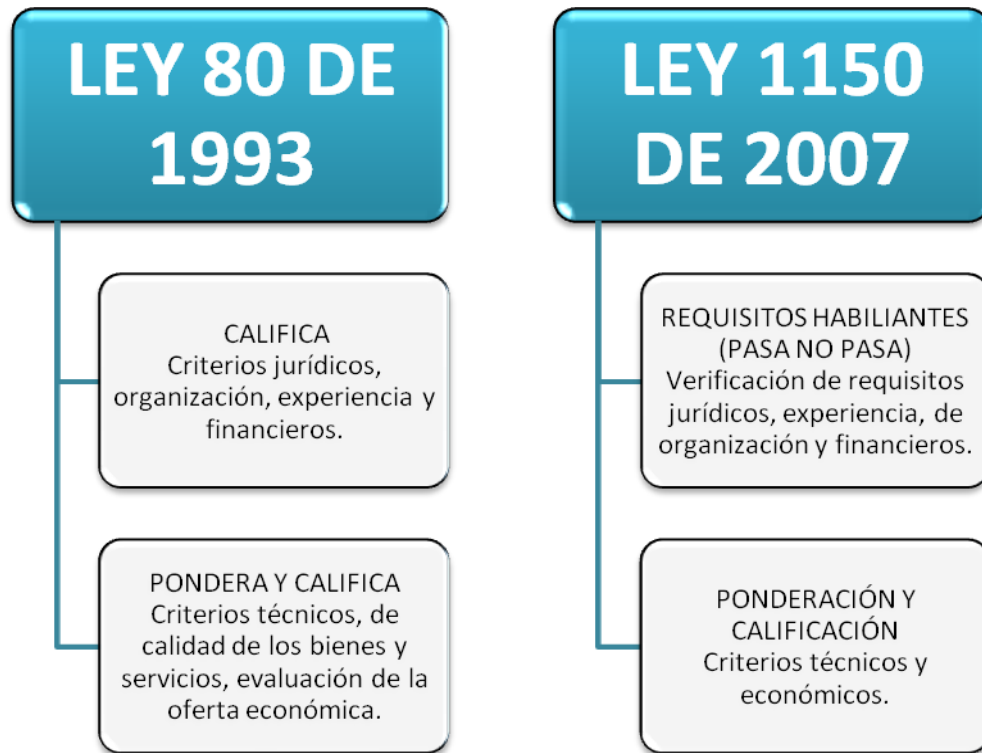 LEY 80 DE
1993
CALIFICA
Criterios jurídicos,
organización, experiencia y
financieros.
PONDERA Y CALIFICA
Criterios técnicos, de
calidad de los bienes y
servicios, evaluación de la
oferta económica.
LEY 1150
DE 2007
REQUISITOS HABILIANTES
(PASA NO PASA)
Verificación de requisitos
jurídicos, experiencia, de
organización y financieros.
PONDERACIÓN Y
CALIFICACIÓN
Criterios técnicos y
económicos.